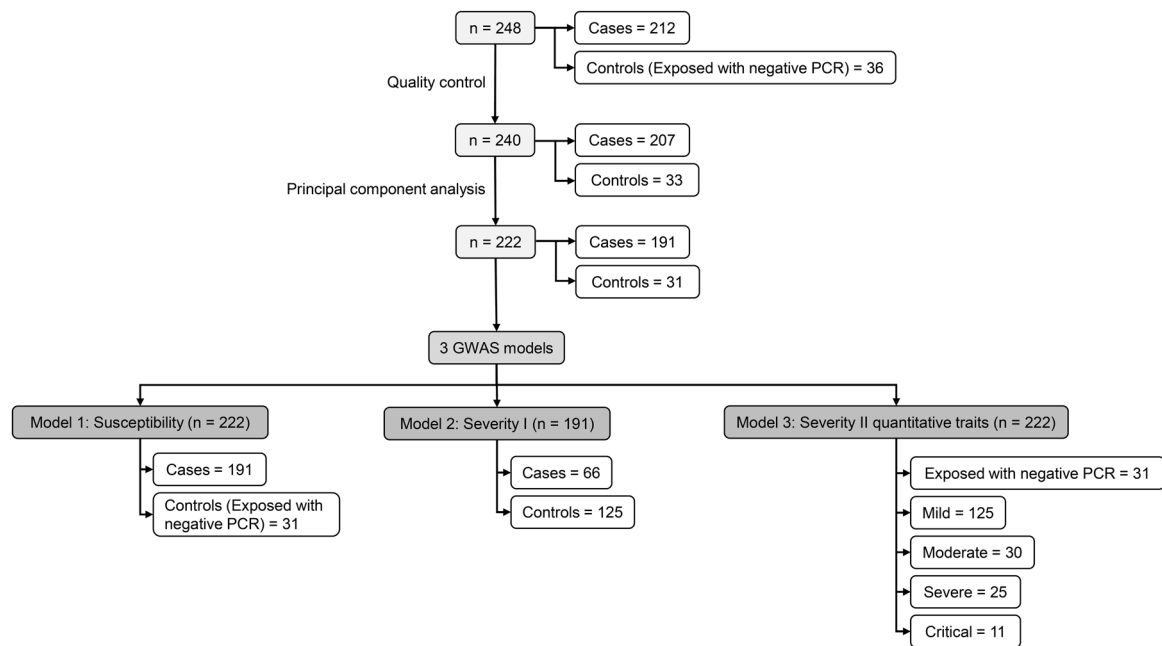 n = 248
Cases = 212
Controls (Exposed with negative PCR) = 36
Quality control
n = 240
Cases = 207
Controls = 33
Principal component analysis
n = 222
Cases = 191
Controls = 31
3 GWAS models
Model 1: Susceptibility (n = 222)
Cases = 191
Controls (Exposed with
negative PCR) = 31
Model 2: Severity I (n = 191)
Cases = 66
Controls = 125
Model 3: Severity II quantitative traits (n = 222)
Exposed with negative PCR = 31
Mild = 125
Moderate = 30
Severe = 25
Critical = 11